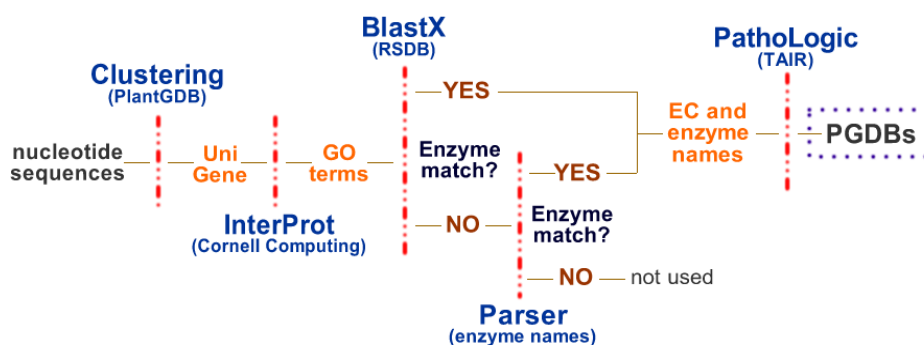 BlastX
(RSDB)
PathoLogic
(TAIR)
Clustering
(PlantGDB)
YES
EC and
enzyme
names
PGDBs
nucleotide
sequences
Uni
Gene
GO
terms
Enzyme
match?
YES
InterProt
(Cornell Computing)
NO
Enzyme
match?
NO
not used
Parser
(enzyme names)